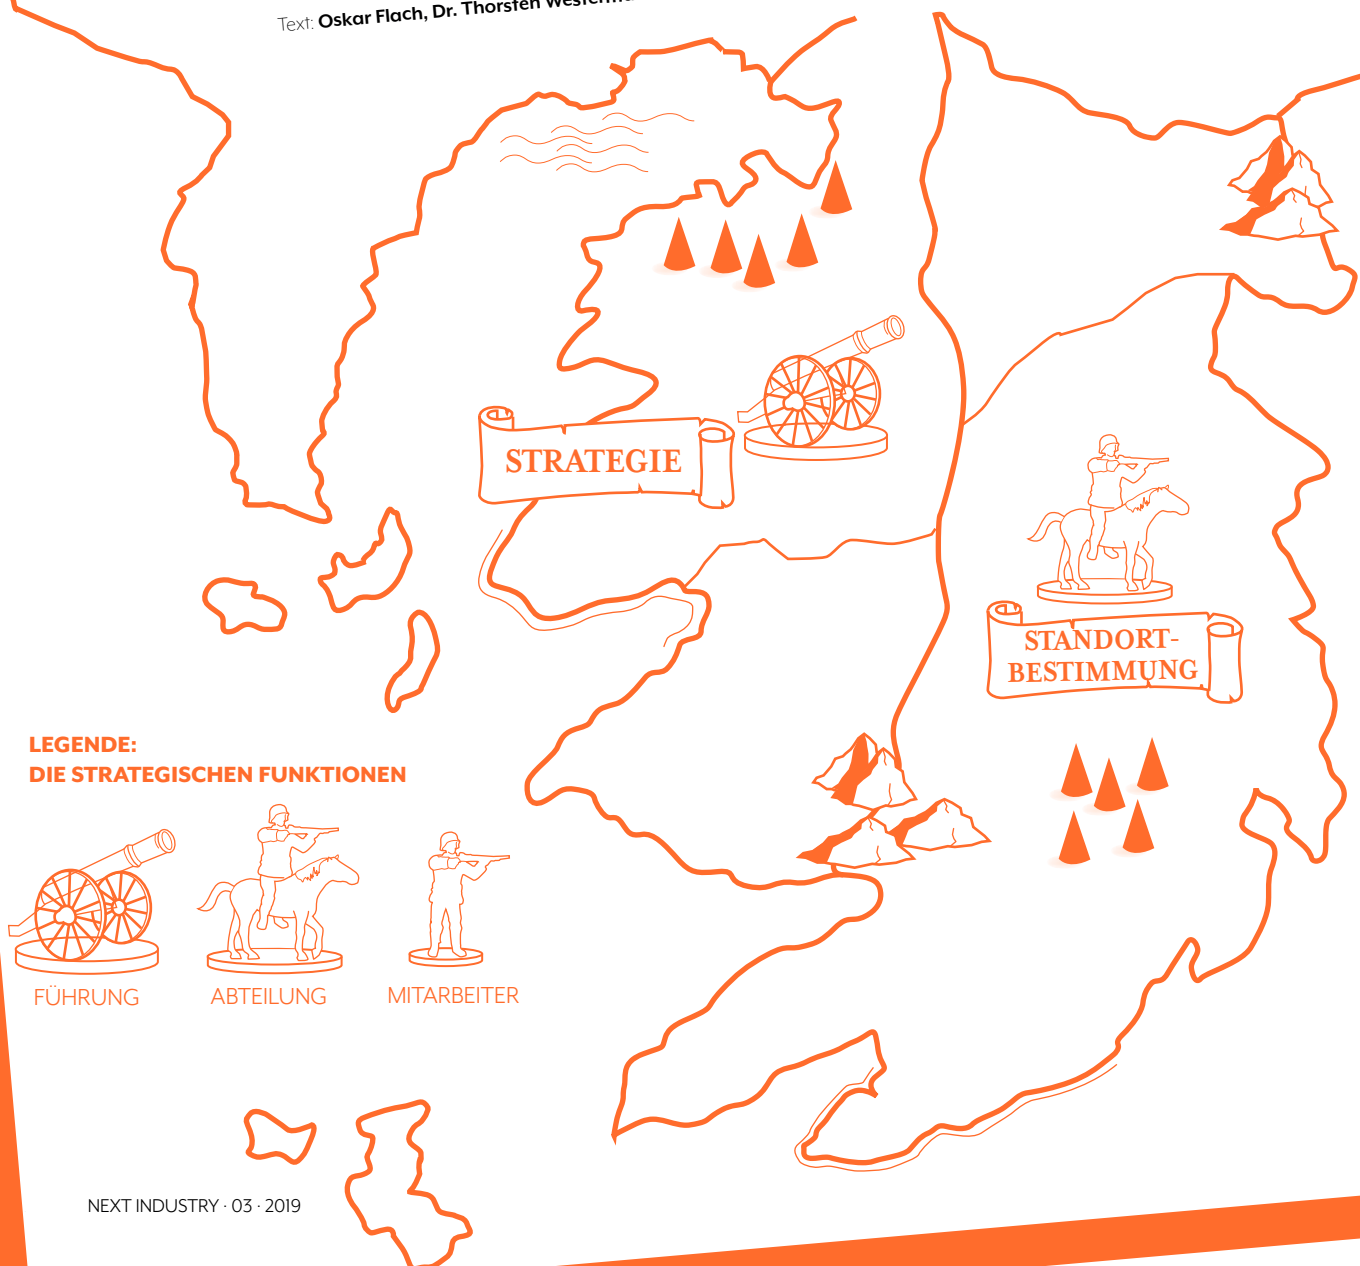 Text: Oskar Flach, Dr. Thorsten
STRATEGIE
STANDORT-
BESTIMMUNG
LEGENDE:
DIE STRATEGISCHEN FUNKTIONEN
FÜHRUNG ABTEILUNG MITARBEITER
NEXT INDUSTRY · 03 · 2019